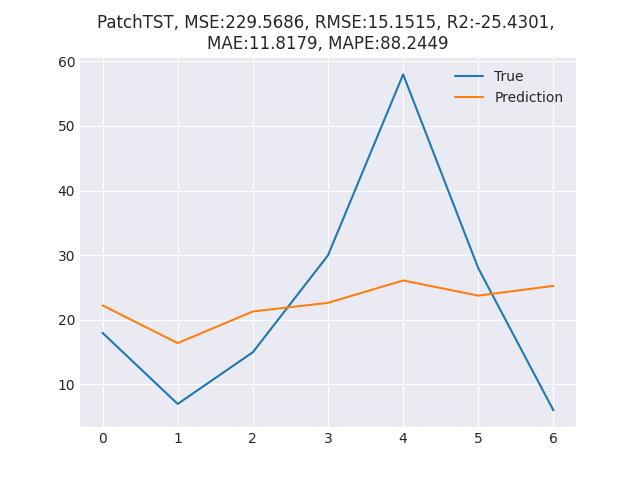 PatchTST, MSE:229.5686, RMSE:15.1515, R2:-25.4301,
MAE:11.8179, MAPE:88.2449
60
50
40
30
20
10
0 1 2 3 4 5 6
True
Prediction